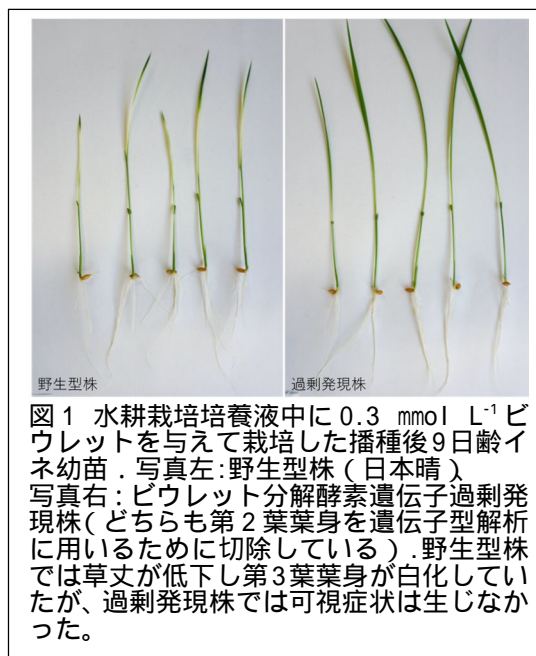 野生型株
過剰発現株
図1 水耕栽培培養液中に 0.3 mmol L-1 ビ
ウレットを与えて栽培した播種後9日齢イ
ネ幼苗.写真左:野生型株(日本晴)
写真右:ビウレット分解酵素遺伝子過剰発
現株(どちらも第2葉葉身を遺伝子型解析
に用いるために切除している).野生型株
では草丈が低下し第3葉葉身が白化してい
たが、過剰発現株では可視症状は生じなか
った。